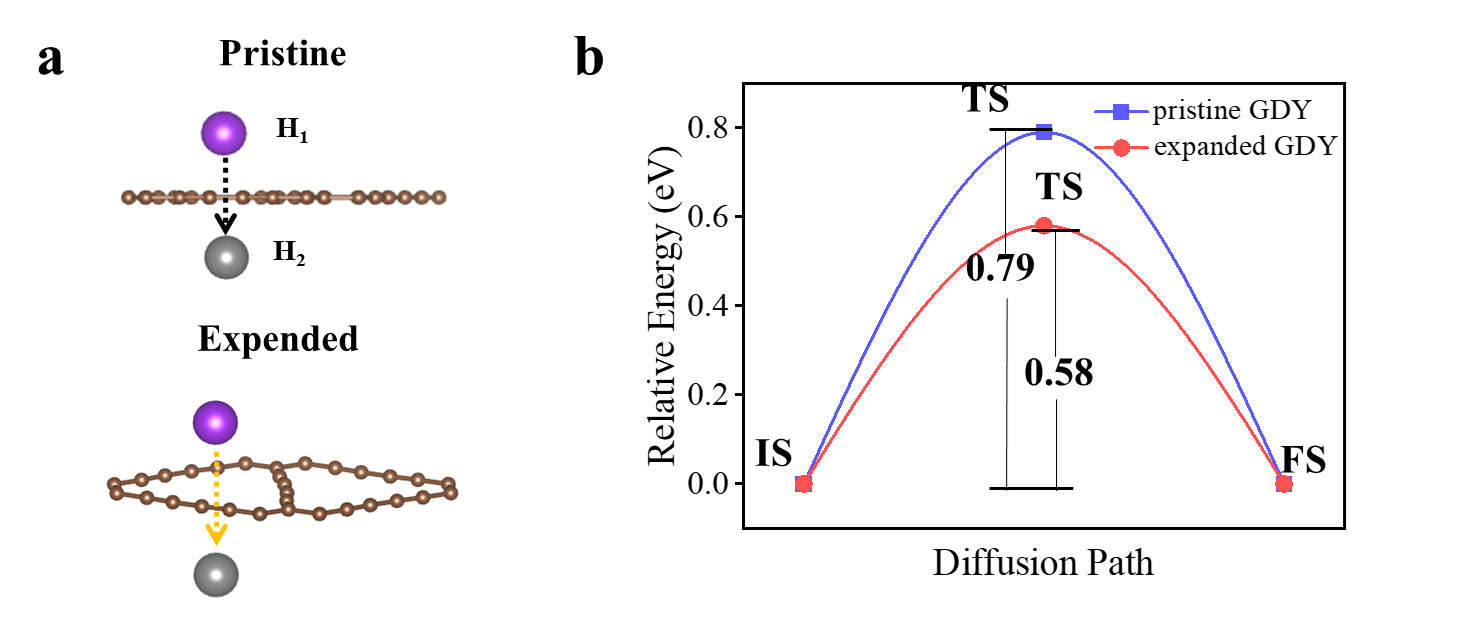 a
Pristine
H₁
H₂
Expended
b
TS
pristine GDY
expanded GDY
TS
0.79
0.58
IS
FS
0.8
0.6
0.4
0.2
0.0
Relative Energy (eV)
Diffusion Path